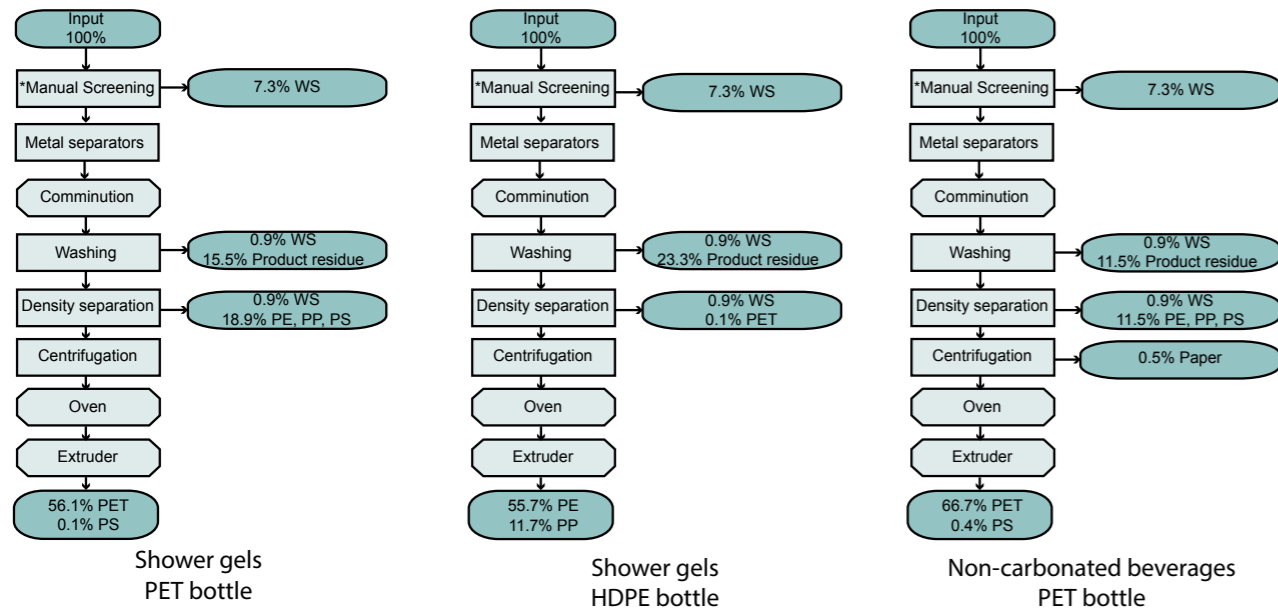 Input
100%
*Manual Screening
7.3% WS
Metal separators
Comminution
Washing
0.9% WS
15.5% Product residue
Density separation
0.9% WS
18.9% PE, PP, PS
Centrifugation
Oven
Extruder
56.1% PET
0.1% PS
Shower gels
PET bottle
Input
100%
*Manual Screening
7.3% WS
Metal separators
Comminution
Washing
0.9% WS
23.3% Product residue
Density separation
0.9% WS
0.1% PET
Centrifugation
Oven
Extruder
55.7% PE
11.7% PP
Shower gels
HDPE bottle
Input
100%
*Manual Screening
7.3% WS
Metal separators
Comminution
Washing
0.9% WS
11.5% Product residue
Density separation
0.9% WS
11.5% PE, PP, PS
Centrifugation
0.5% Paper
Oven
Extruder
66.7% PET
0.4% PS
Non-carbonated beverages
PET bottle